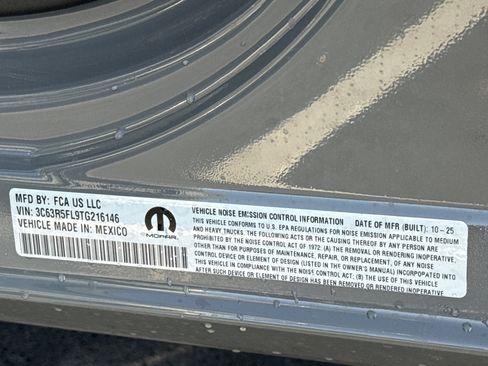 MFD BY: FCA US LLC
VIN: 3C63R5FL9TG216146
VEHICLE MADE IN: MEXICO
MOPAR
VEHICLE NOISE EMISSION CONTROL INFORMATION DATE OF MFR (BUILT): 10-25
THIS VEHICLE CONFORMS TO U.S. EPA REGULATIONS FOR NOISE EMISSION APPLICABLE TO MEDIUM
AND HEAVY TRUCKS. THE FOLLOWING ACTS OR THE CAUSING THEREOF BY ANY PERSON ARE
PROHIBITED BY THE NOISE CONTROL ACT OF 1972: (A) THE REMOVAL OR RENDERING INOPERATIVE,
OTHER THAN FOR PURPOSES OF MAINTENANCE, REPAIR, OR REPLACEMENT, OF ANY NOISE
CONTROL DEVICE OR ELEMENT OF DESIGN (LISTED IN THE OWNER'S MANUAL) INCORPORATED INTO
THIS VEHICLE IN COMPLIANCE WITH THE NOISE CONTROL ACT; (B) THE USE OF THIS VEHICLE
AFTER SUCH DEVICE OR ELEMENT OF DESIGN HAS BEEN REMOVED OR RENDERED INOPERATIVE